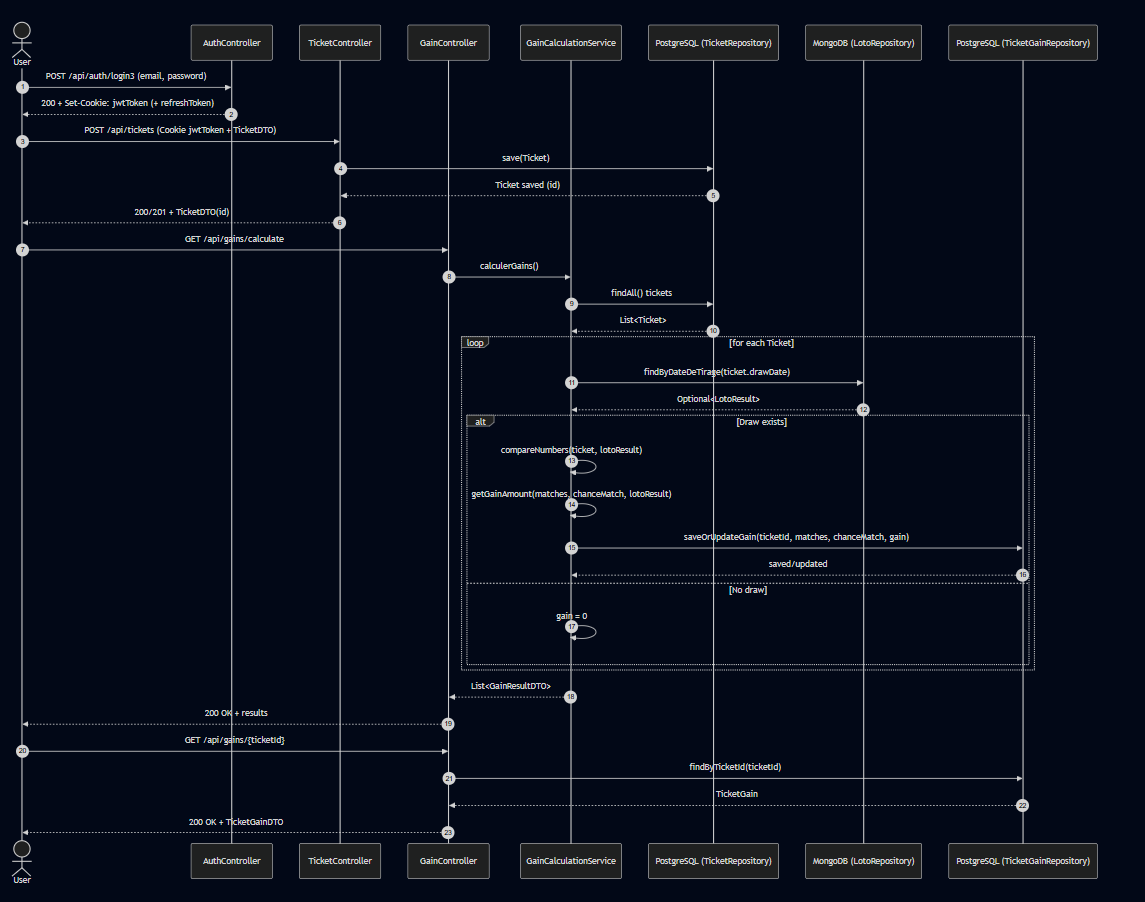 User
AuthController
TicketController
GainController
GainCalculationService
PostgreSQL (TicketRepository)
MongoDB (LotoRepository)
PostgreSQL (TicketGainRepository)
POST /api/auth/login3 (email, password)
1
200 + Set-Cookie: jwtToken (+ refreshToken)
2
POST /api/tickets (Cookie jwtToken + TicketDTO)
3
save(Ticket)
4
Ticket saved (id)
5
200/201 + TicketDTO(id)
6
GET /api/gains/calculate
7
calculerGains()
8
findAll() tickets
9
List<Ticket>
10
loop
[for each Ticket]
findByDateDeTirage(ticket.drawDate)
11
Optional<LotoResult>
12
alt
[Draw exists]
compareNumbers(ticket, lotoResult)
13
getGainAmount(matches, chanceMatch, lotoResult)
14
saveOrUpdateGain(ticketId, matches, chanceMatch, gain)
15
saved/updated
16
[No draw]
gain = 0
17
List<GainResultDTO>
18
200 OK + results
19
GET /api/gains/{ticketId}
20
findByTicketId(ticketId)
21
TicketGain
22
200 OK + TicketGainDTO
23
User
AuthController
TicketController
GainController
GainCalculationService
PostgreSQL (TicketRepository)
MongoDB (LotoRepository)
PostgreSQL (TicketGainRepository)